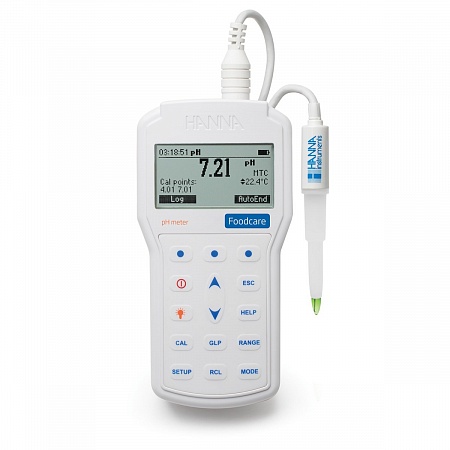 HANNA
03:18:51 pH
7.21 pH
MTC
Cal points:
4.01 7.01
22.4°C
Log
AutoEnd
pH meter
Foodcare
ESC
HELP
CAL
GLP
RANGE
SETUP
RCL
MODE
HANNA
instruments